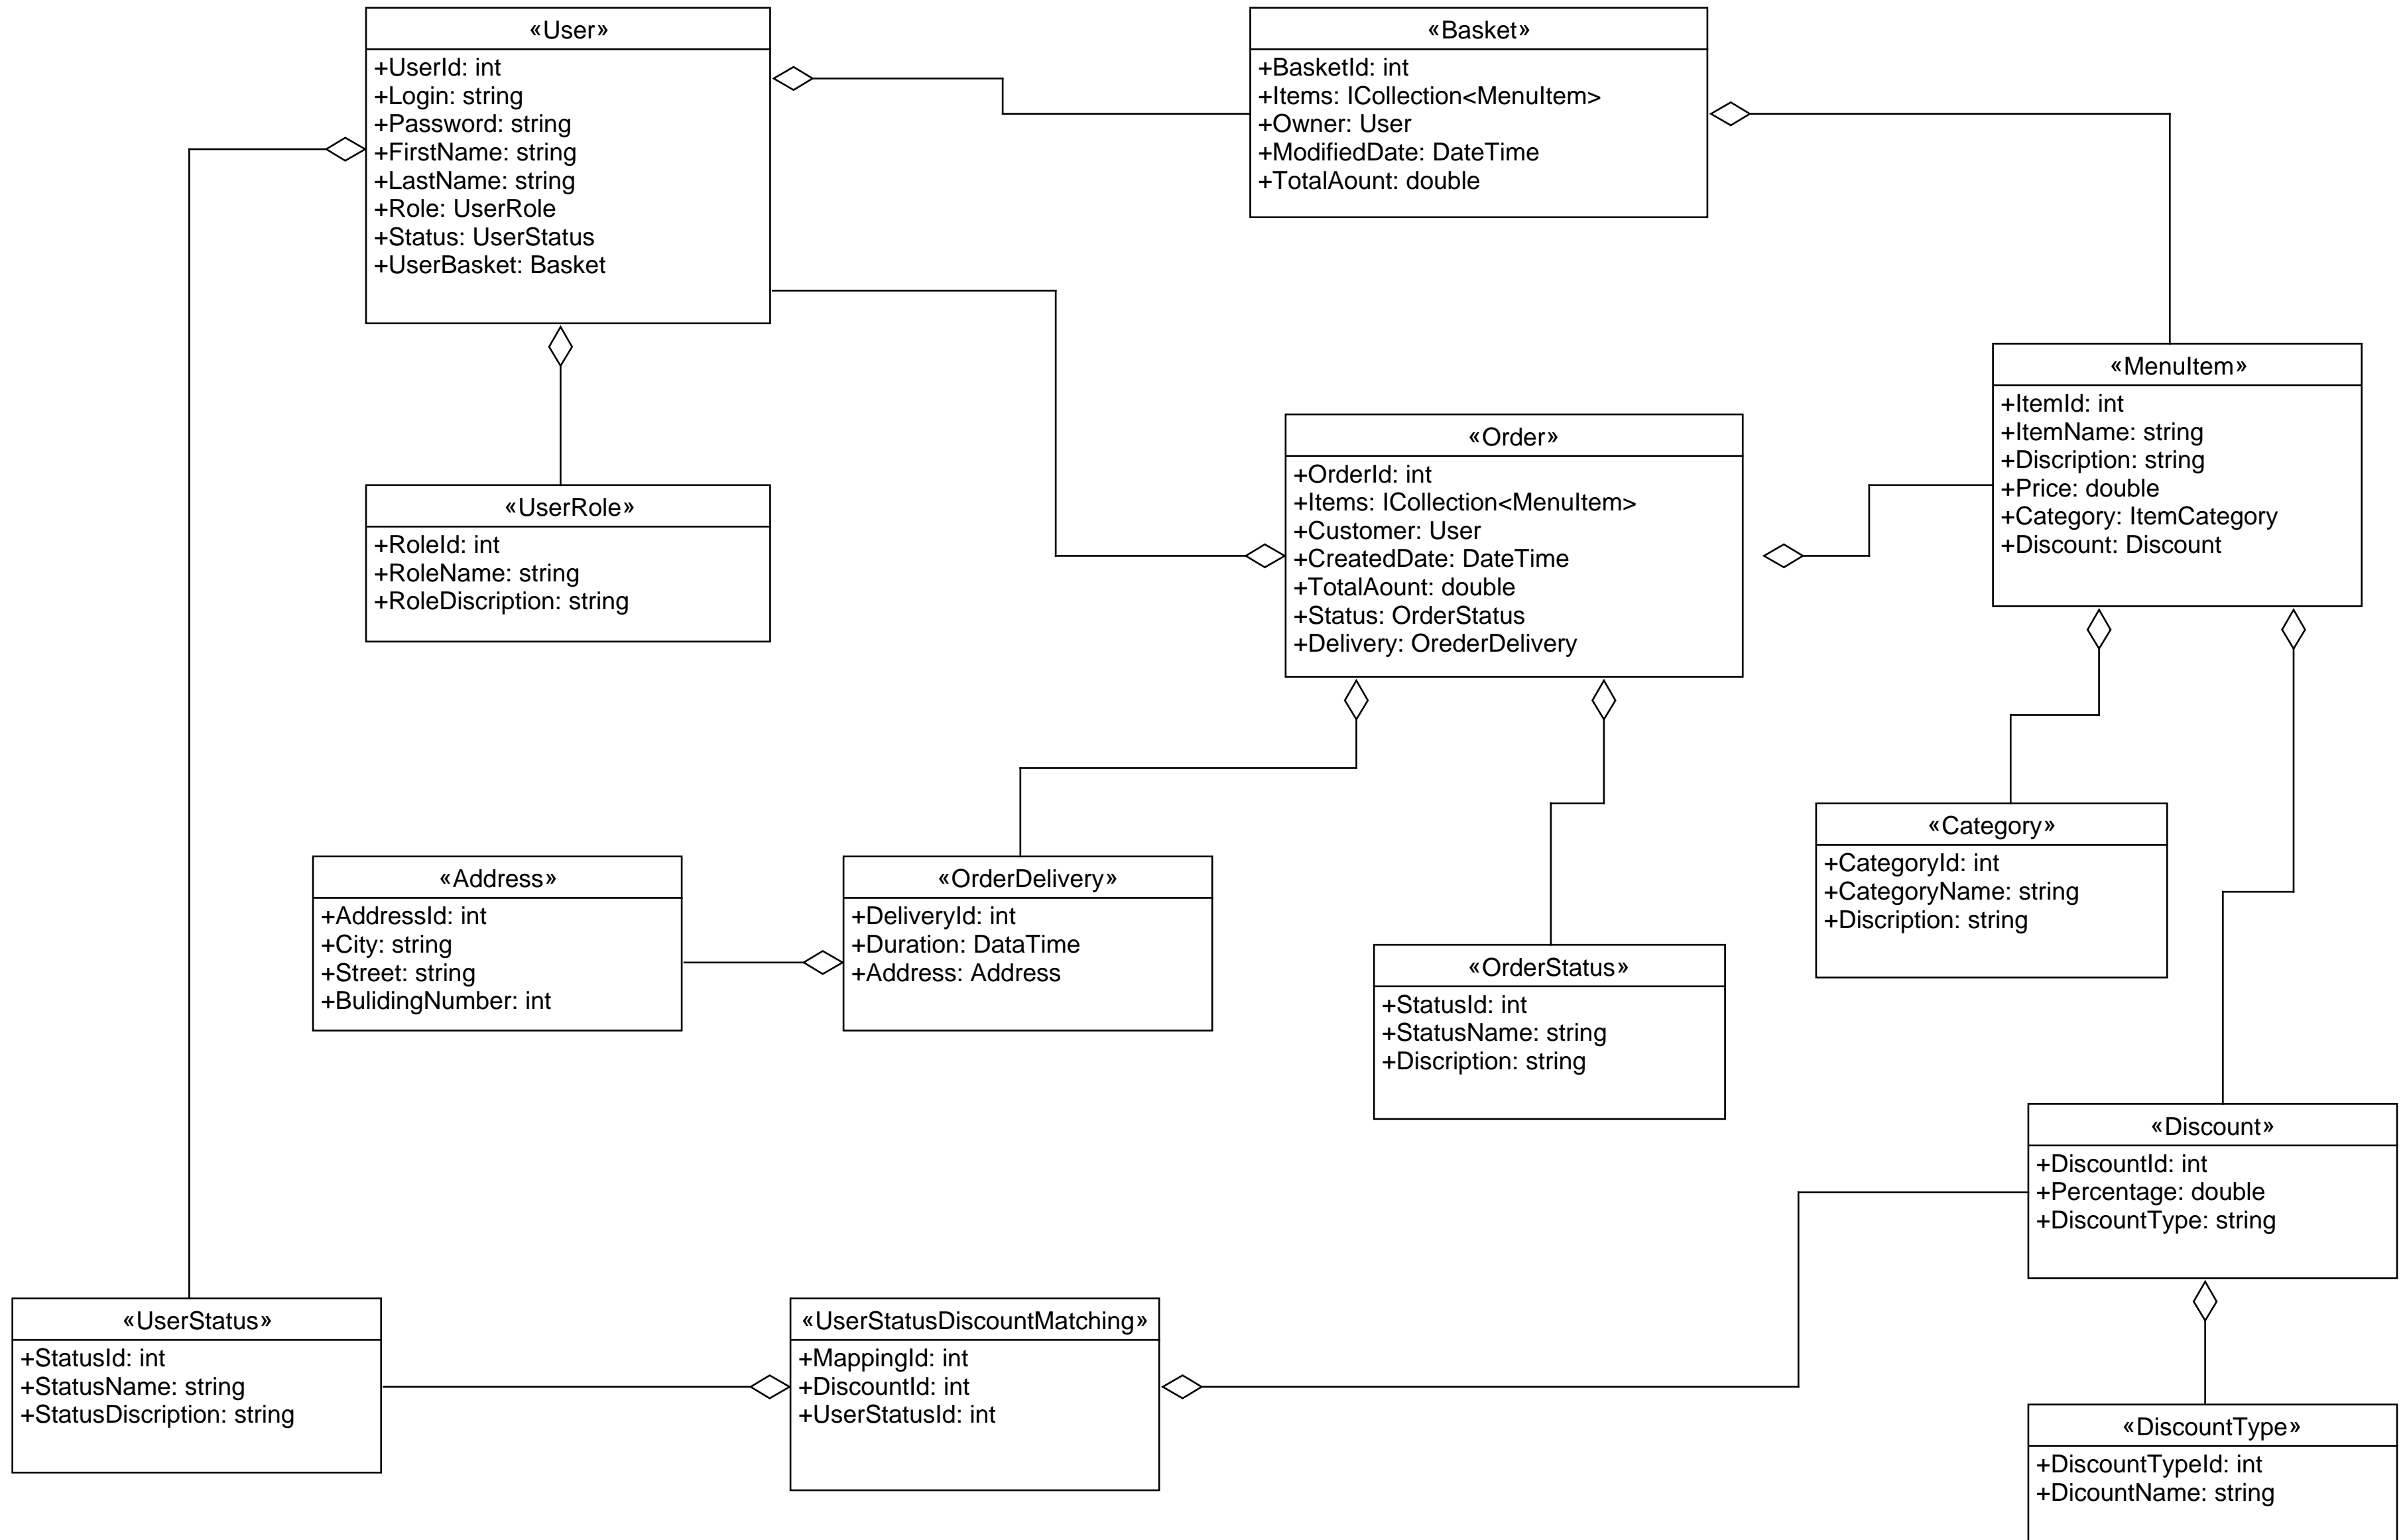 «User»
+UserId: int
+Login: string
+Password: string
+FirstName: string
+LastName: string
+Role: UserRole
+Status: UserStatus
+UserBasket: Basket
«Basket»
+BasketId: int
+Items: ICollection<MenuItem>
+Owner: User
+ModifiedDate: DateTime
+TotalAount: double
«MenuItem»
+ItemId: int
+ItemName: string
+Discription: string
+Price: double
+Category: ItemCategory
+Discount: Discount
«Order»
+OrderId: int
+Items: ICollection<MenuItem>
+Customer: User
+CreatedDate: DateTime
+TotalAount: double
+Status: OrderStatus
+Delivery: OrederDelivery
«UserRole»
+RoleId: int
+RoleName: string
+RoleDiscription: string
«Category»
+CategoryId: int
+CategoryName: string
+Discription: string
«Address»
+AddressId: int
+City: string
+Street: string
+BulidingNumber: int
«OrderDelivery»
+DeliveryId: int
+Duration: DataTime
+Address: Address
«OrderStatus»
+StatusId: int
+StatusName: string
+Discription: string
«Discount»
+DiscountId: int
+Percentage: double
+DiscountType: string
«UserStatus»
+StatusId: int
+StatusName: string
+StatusDiscription: string
«UserStatusDiscountMatching»
+MappingId: int
+DiscountId: int
+UserStatusId: int
«DiscountType»
+DiscountTypeId: int
+DicountName: string